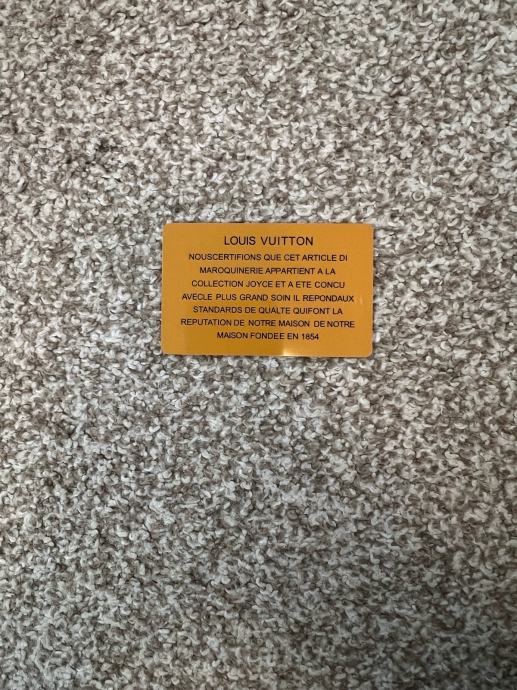 LOUIS VUITTON
NOUSCERTIFIONS QUE CET ARTICLE DI
MAROQUINERIE APPARTIENT A LA
COLLECTION JOYCE ET A ETE CONCU
AVECLE PLUS GRAND SOIN IL REPONDAUX
STANDARDS DE QUALTE QUIFONT LA
REPUTATION DE NOTRE MAISON DE NOTRE
MAISON FONDEE EN 1854